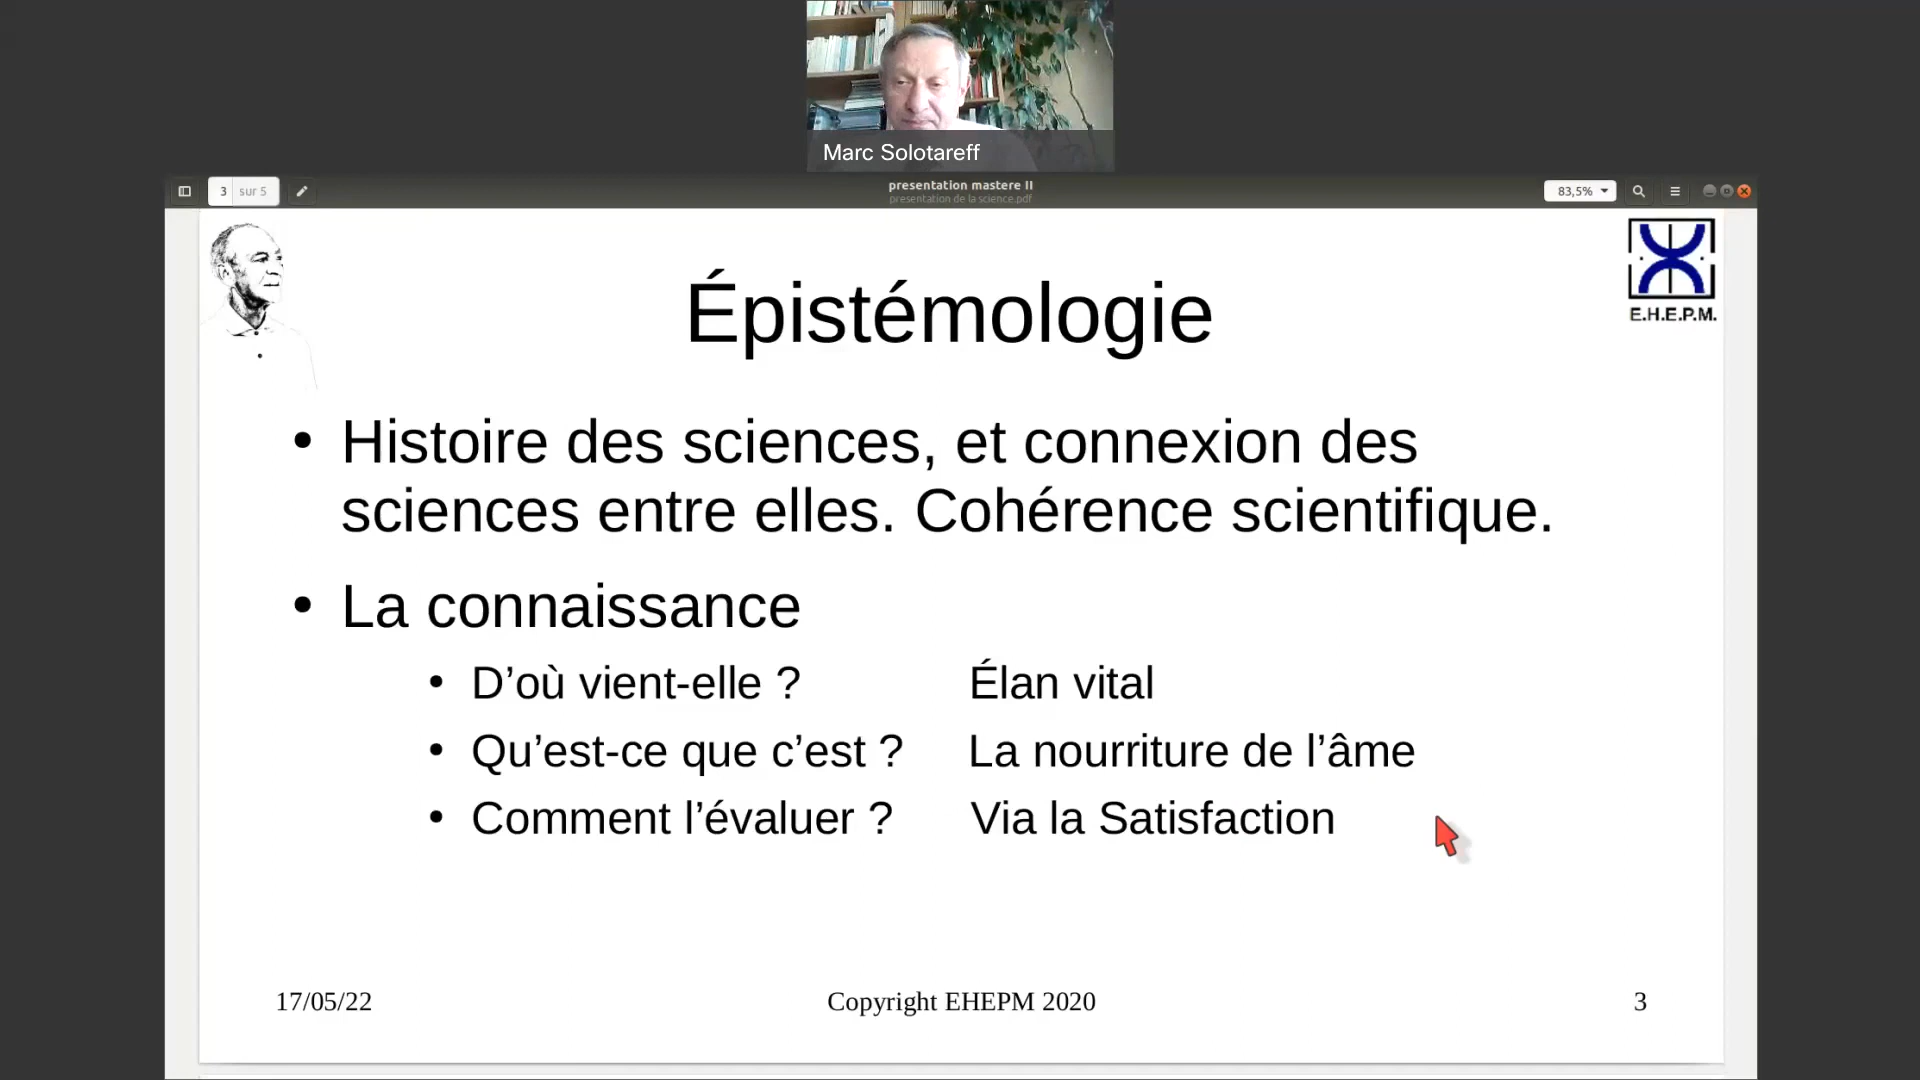 Marc Solotareff
3 sur 5
presentation mastere II
presentation de la science.pdf
83,5%
E.H.E.P.M.
Épistémologie
• Histoire des sciences, et connexion des
sciences entre elles. Cohérence scientifique.
• La connaissance
• D’où vient-elle ? Élan vital
• Qu’est-ce que c’est ? La nourriture de l’âme
• Comment l’évaluer ? Via la Satisfaction
17/05/22 Copyright EHEPM 2020 3